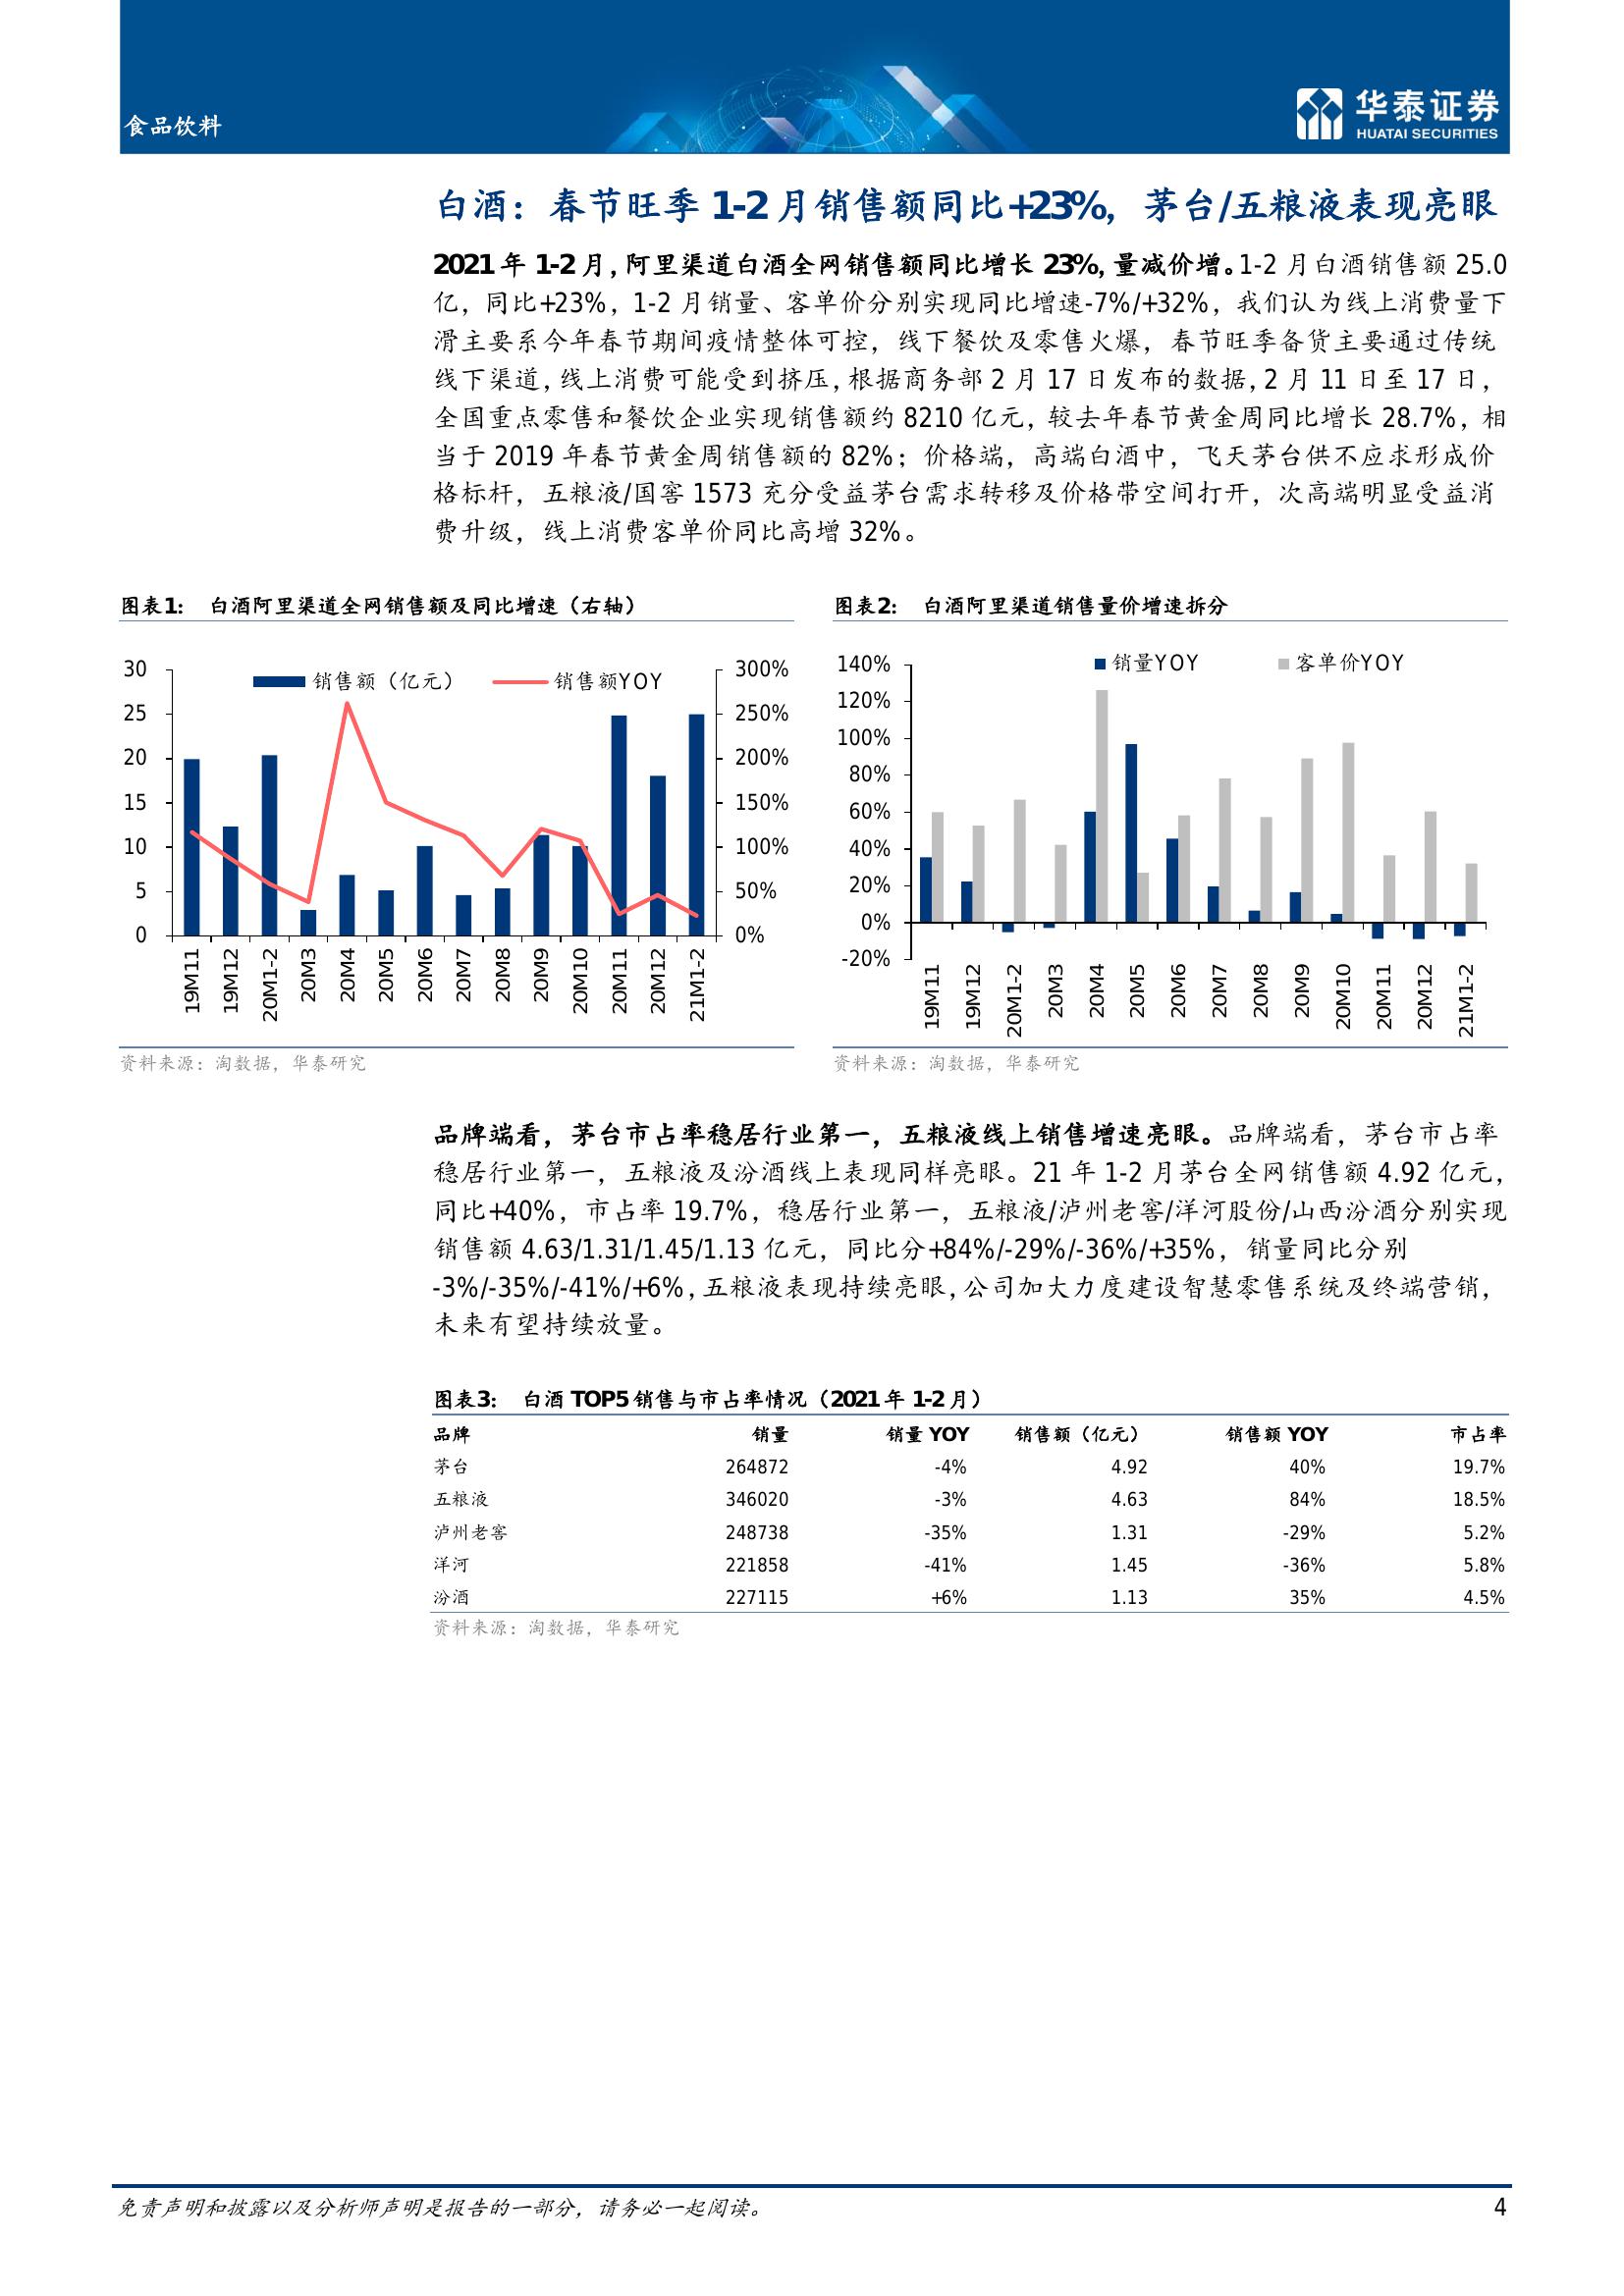 食品饮料
华泰证券
HUATAI SECURITIES
白酒：春节旺季 1-2 月销售额同比+23%，茅台/五粮液表现亮眼
2021 年 1-2 月，阿里渠道白酒全网销售额同比增长 23%，量减价增。1-2 月白酒销售额 25.0
亿，同比+23%，1-2 月销量、客单价分别实现同比增速-7%/+32%，我们认为线上消费量下
滑主要系今年春节期间疫情整体可控，线下餐饮及零售火爆，春节旺季备货主要通过传统
线下渠道，线上消费可能受到挤压，根据商务部 2 月 17 日发布的数据，2 月 11 日至 17 日，
全国重点零售和餐饮企业实现销售额约 8210 亿元，较去年春节黄金周同比增长 28.7%，相
当于 2019 年春节黄金周销售额的 82%；价格端，高端白酒中，飞天茅台供不应求形成价
格标杆，五粮液/国窖 1573 充分受益茅台需求转移及价格带空间打开，次高端明显受益消
费升级，线上消费客单价同比高增 32%。
图表1： 白酒阿里渠道全网销售额及同比增速（右轴）
销售额（亿元） 销售额YOY
30
25
20
15
10
5
0
300%
250%
200%
150%
100%
50%
0%
19M11
19M12
20M1-2
20M3
20M4
20M5
20M6
20M7
20M8
20M9
20M10
20M11
20M12
21M1-2
资料来源：淘数据，华泰研究
图表2： 白酒阿里渠道销售量价增速拆分
销量YOY 客单价YOY
140%
120%
100%
80%
60%
40%
20%
0%
-20%
19M11
19M12
20M1-2
20M3
20M4
20M5
20M6
20M7
20M8
20M9
20M10
20M11
20M12
21M1-2
资料来源：淘数据，华泰研究
品牌端看，茅台市占率稳居行业第一，五粮液线上销售增速亮眼。品牌端看，茅台市占率
稳居行业第一，五粮液及汾酒线上表现同样亮眼。21 年 1-2 月茅台全网销售额 4.92 亿元，
同比+40%，市占率 19.7%，稳居行业第一，五粮液/泸州老窖/洋河股份/山西汾酒分别实现
销售额 4.63/1.31/1.45/1.13 亿元，同比分+84%/-29%/-36%/+35%，销量同比分别
-3%/-35%/-41%/+6%，五粮液表现持续亮眼，公司加大力度建设智慧零售系统及终端营销，
未来有望持续放量。
图表3： 白酒 TOP5 销售与市占率情况（2021 年 1-2 月）
品牌 销量 销量 YOY 销售额（亿元） 销售额 YOY 市占率
茅台 264872 -4% 4.92 40% 19.7%
五粮液 346020 -3% 4.63 84% 18.5%
泸州老窖 248738 -35% 1.31 -29% 5.2%
洋河 221858 -41% 1.45 -36% 5.8%
汾酒 227115 +6% 1.13 35% 4.5%
资料来源：淘数据，华泰研究
免责声明和披露以及分析师声明是报告的一部分，请务必一起阅读。 4